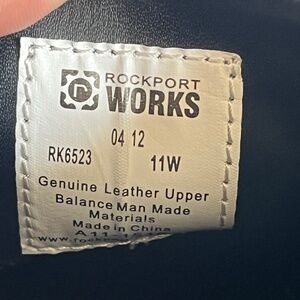 ROCKPORT
WORKS
04 12
RK6523 11W
Genuine Leather Upper
Balance Man Made
Materials
Made in China